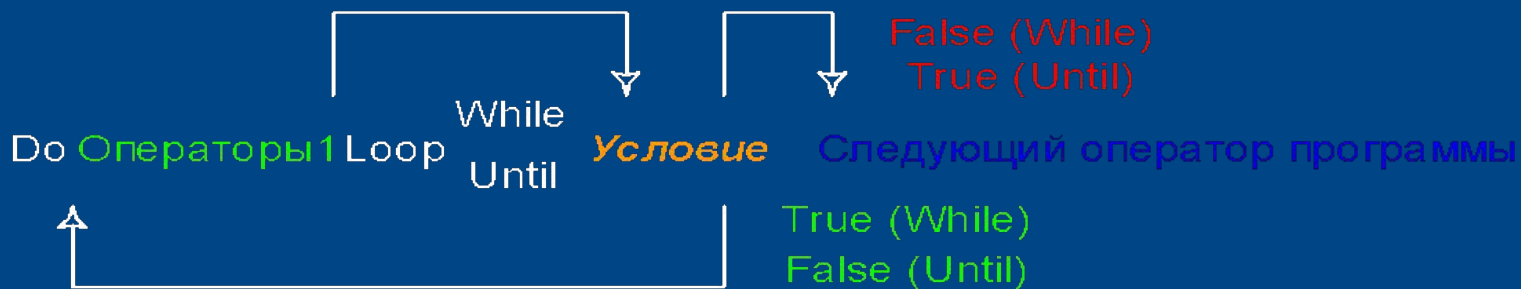 False (While)
True (Until)
While
Do Операторы1 Loop Условие Следующий оператор программы
Until
True (While)
False (Until)